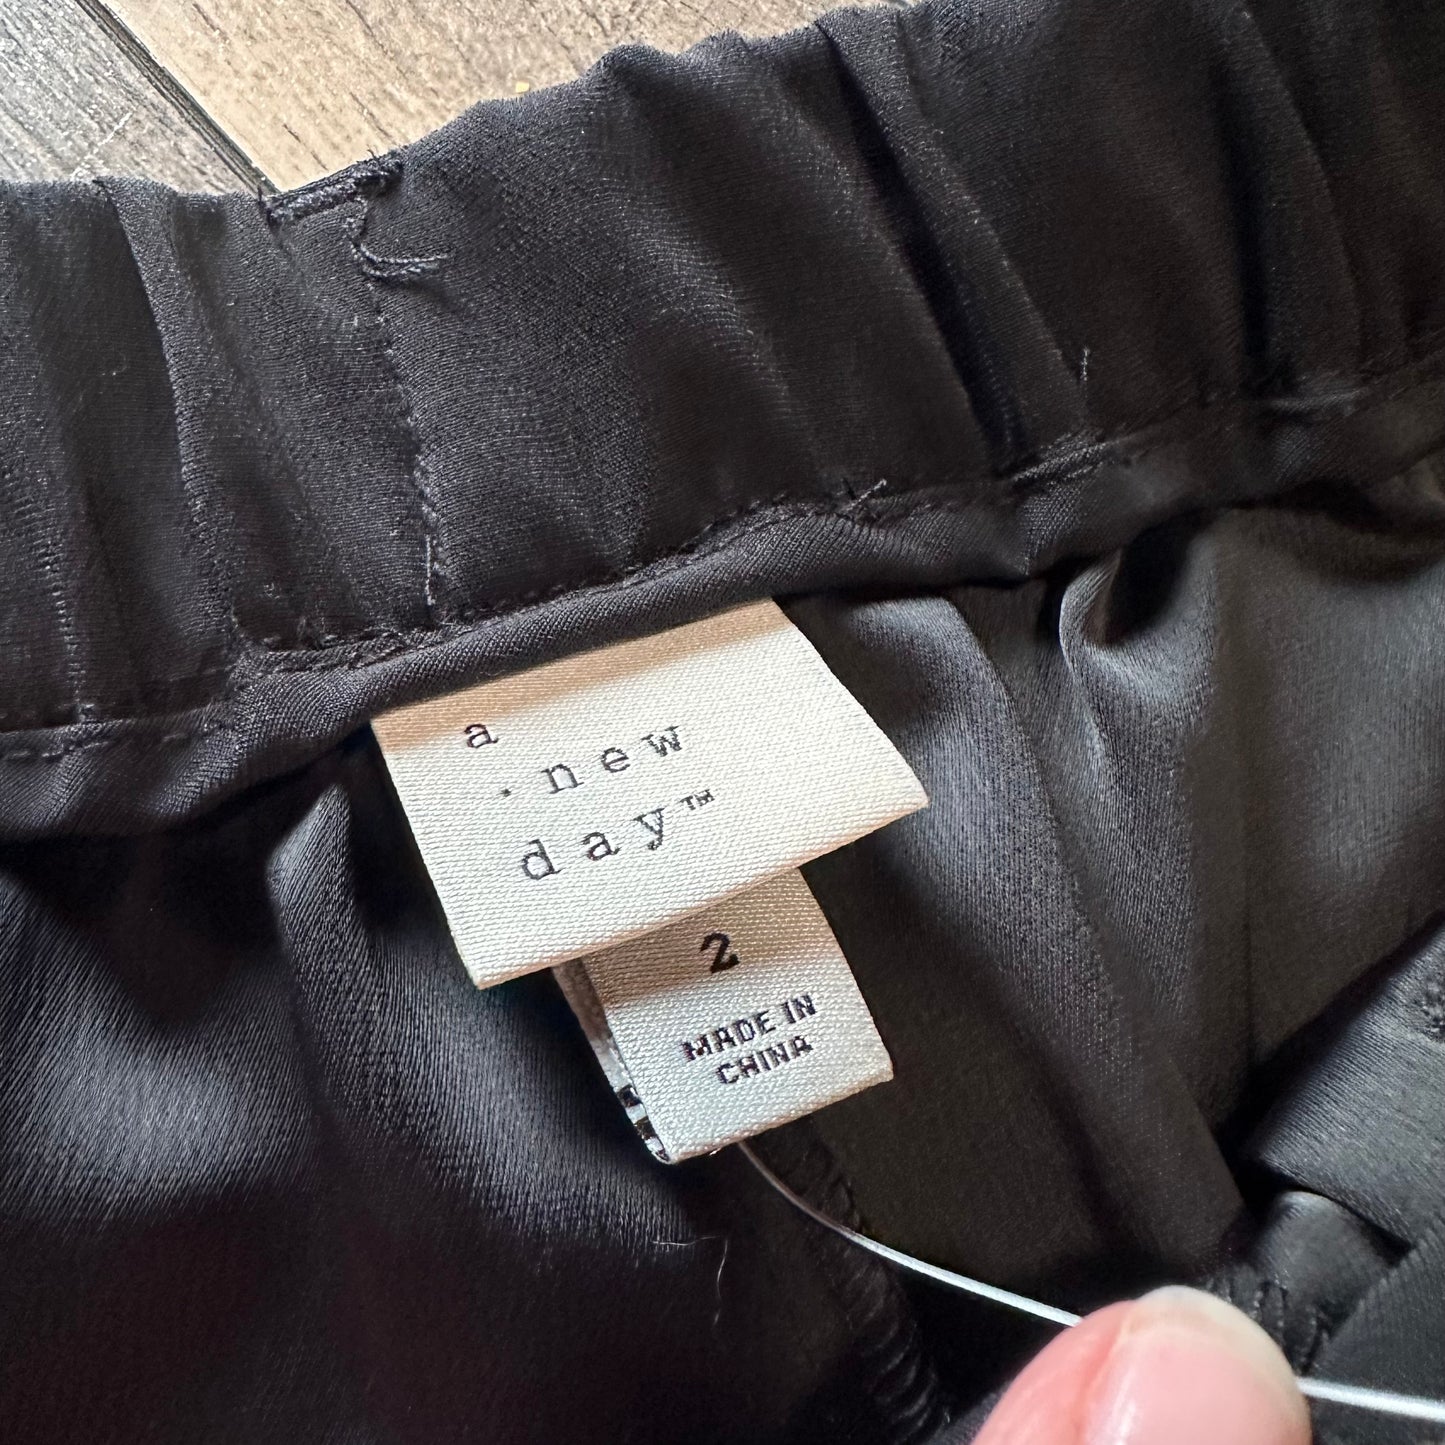 a
. new
day™
2
MADE IN
CHINA